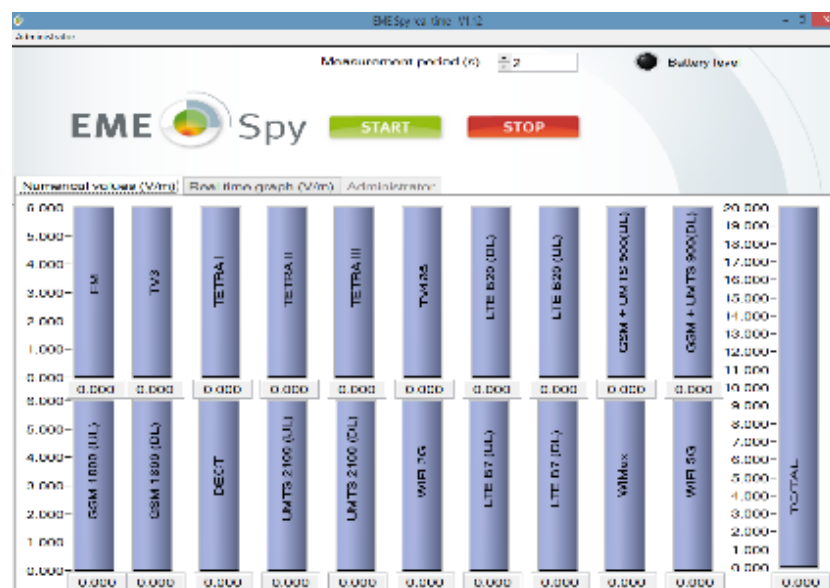 EME Spy real time V1.12
Administrator
Measurement period (s) 2 Battery level
EME Spy START STOP
Numerical values (V/m) Real time graph (V/m) Administrator
6.000
5.000
4.000
3.000
2.000
1.000
0.000
FM
TV3
TETRA I
TETRA II
TETRA III
TV4&5
LTE B20 (DL)
LTE B20 (UL)
GSM + UMTS 900(UL)
GSM + UMTS 900(DL)
0.000 0.000 0.000 0.000 0.000 0.000 0.000 0.000 0.000 0.000
6.000
5.000
4.000
3.000
2.000
1.000
0.000
GSM 1800 (UL)
GSM 1800 (DL)
DECT
UMTS 2100 (UL)
UMTS 2100 (DL)
WIFI 2G
LTE B7 (UL)
LTE B7 (DL)
WiMax
WIFI 5G
0.000 0.000 0.000 0.000 0.000 0.000 0.000 0.000 0.000 0.000
20.000
19.000
18.000
17.000
16.000
15.000
14.000
13.000
12.000
11.000
10.000
9.000
8.000
7.000
6.000
5.000
4.000
3.000
2.000
1.000
0.000
TOTAL
0.000